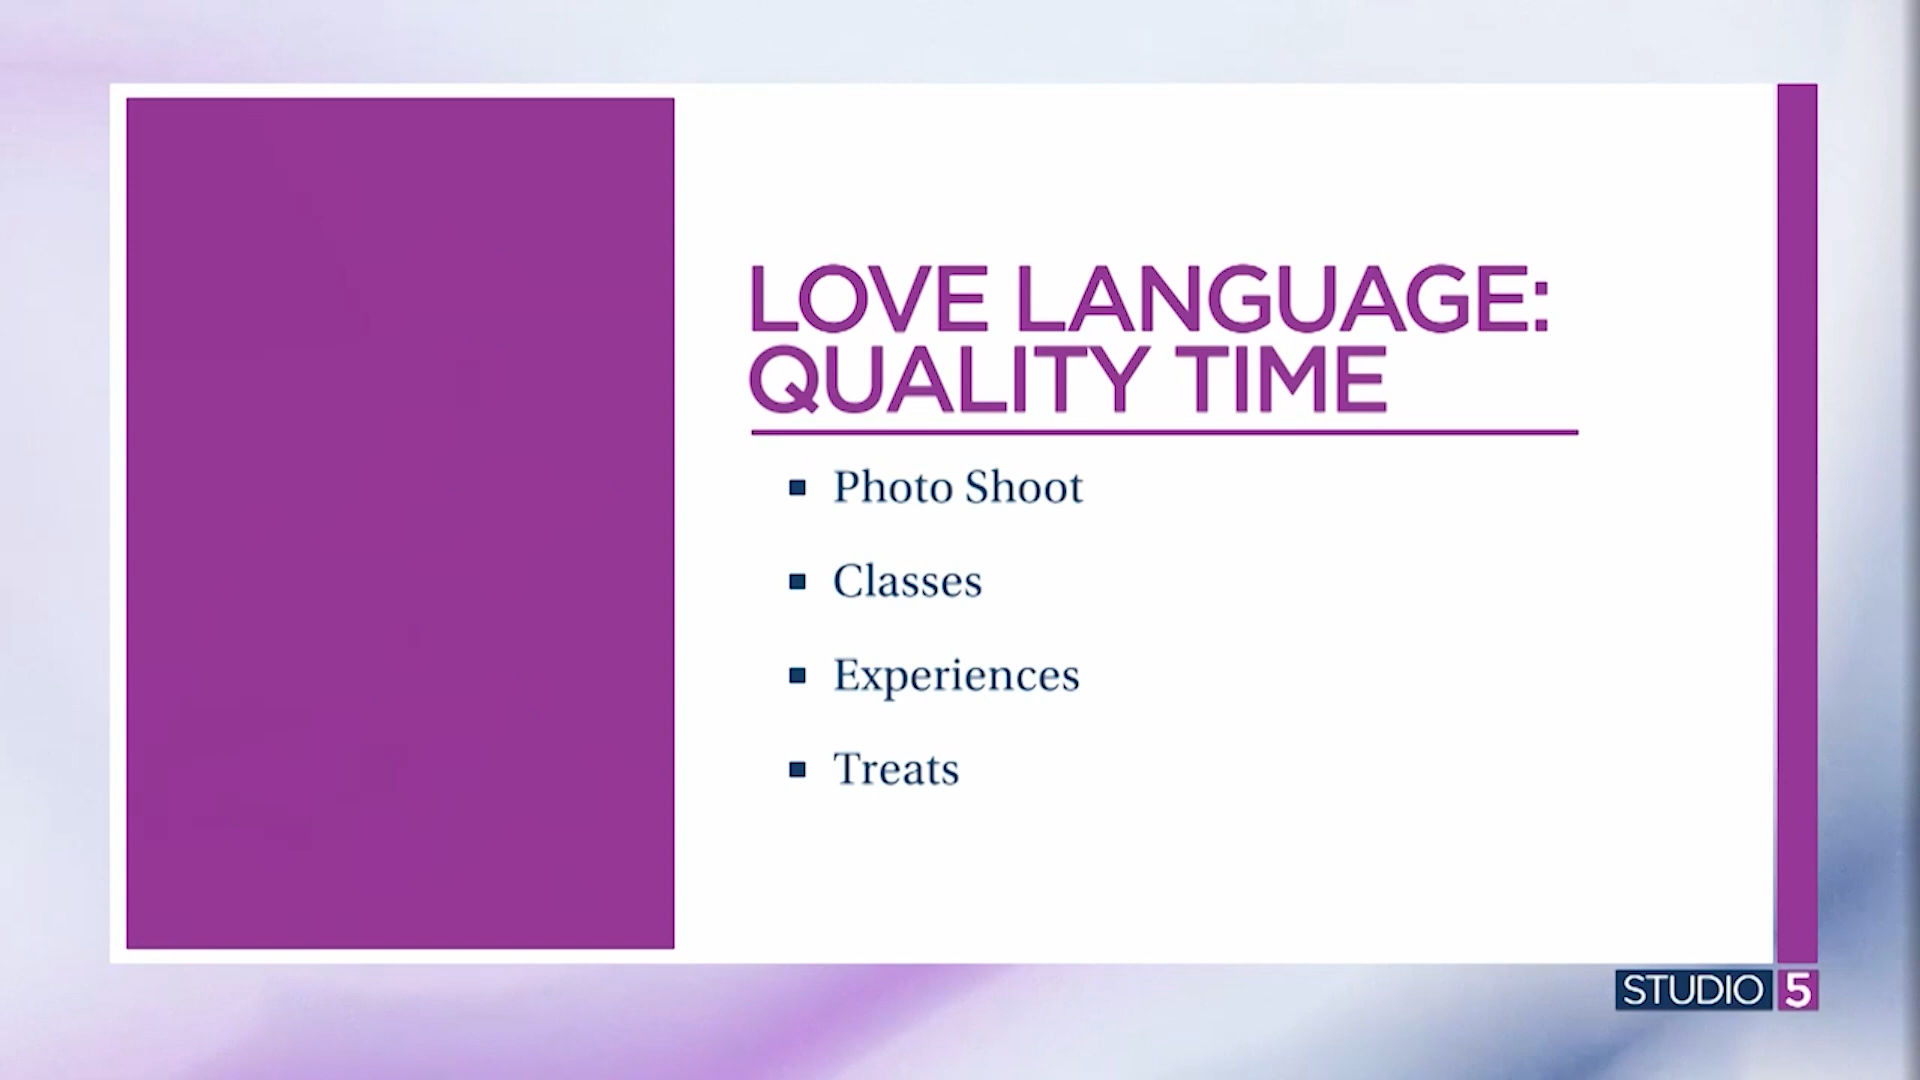 LOVE LANGUAGE:
QUALITY TIME
▪ Photo Shoot
▪ Classes
▪ Experiences
▪ Treats
STUDIO 5